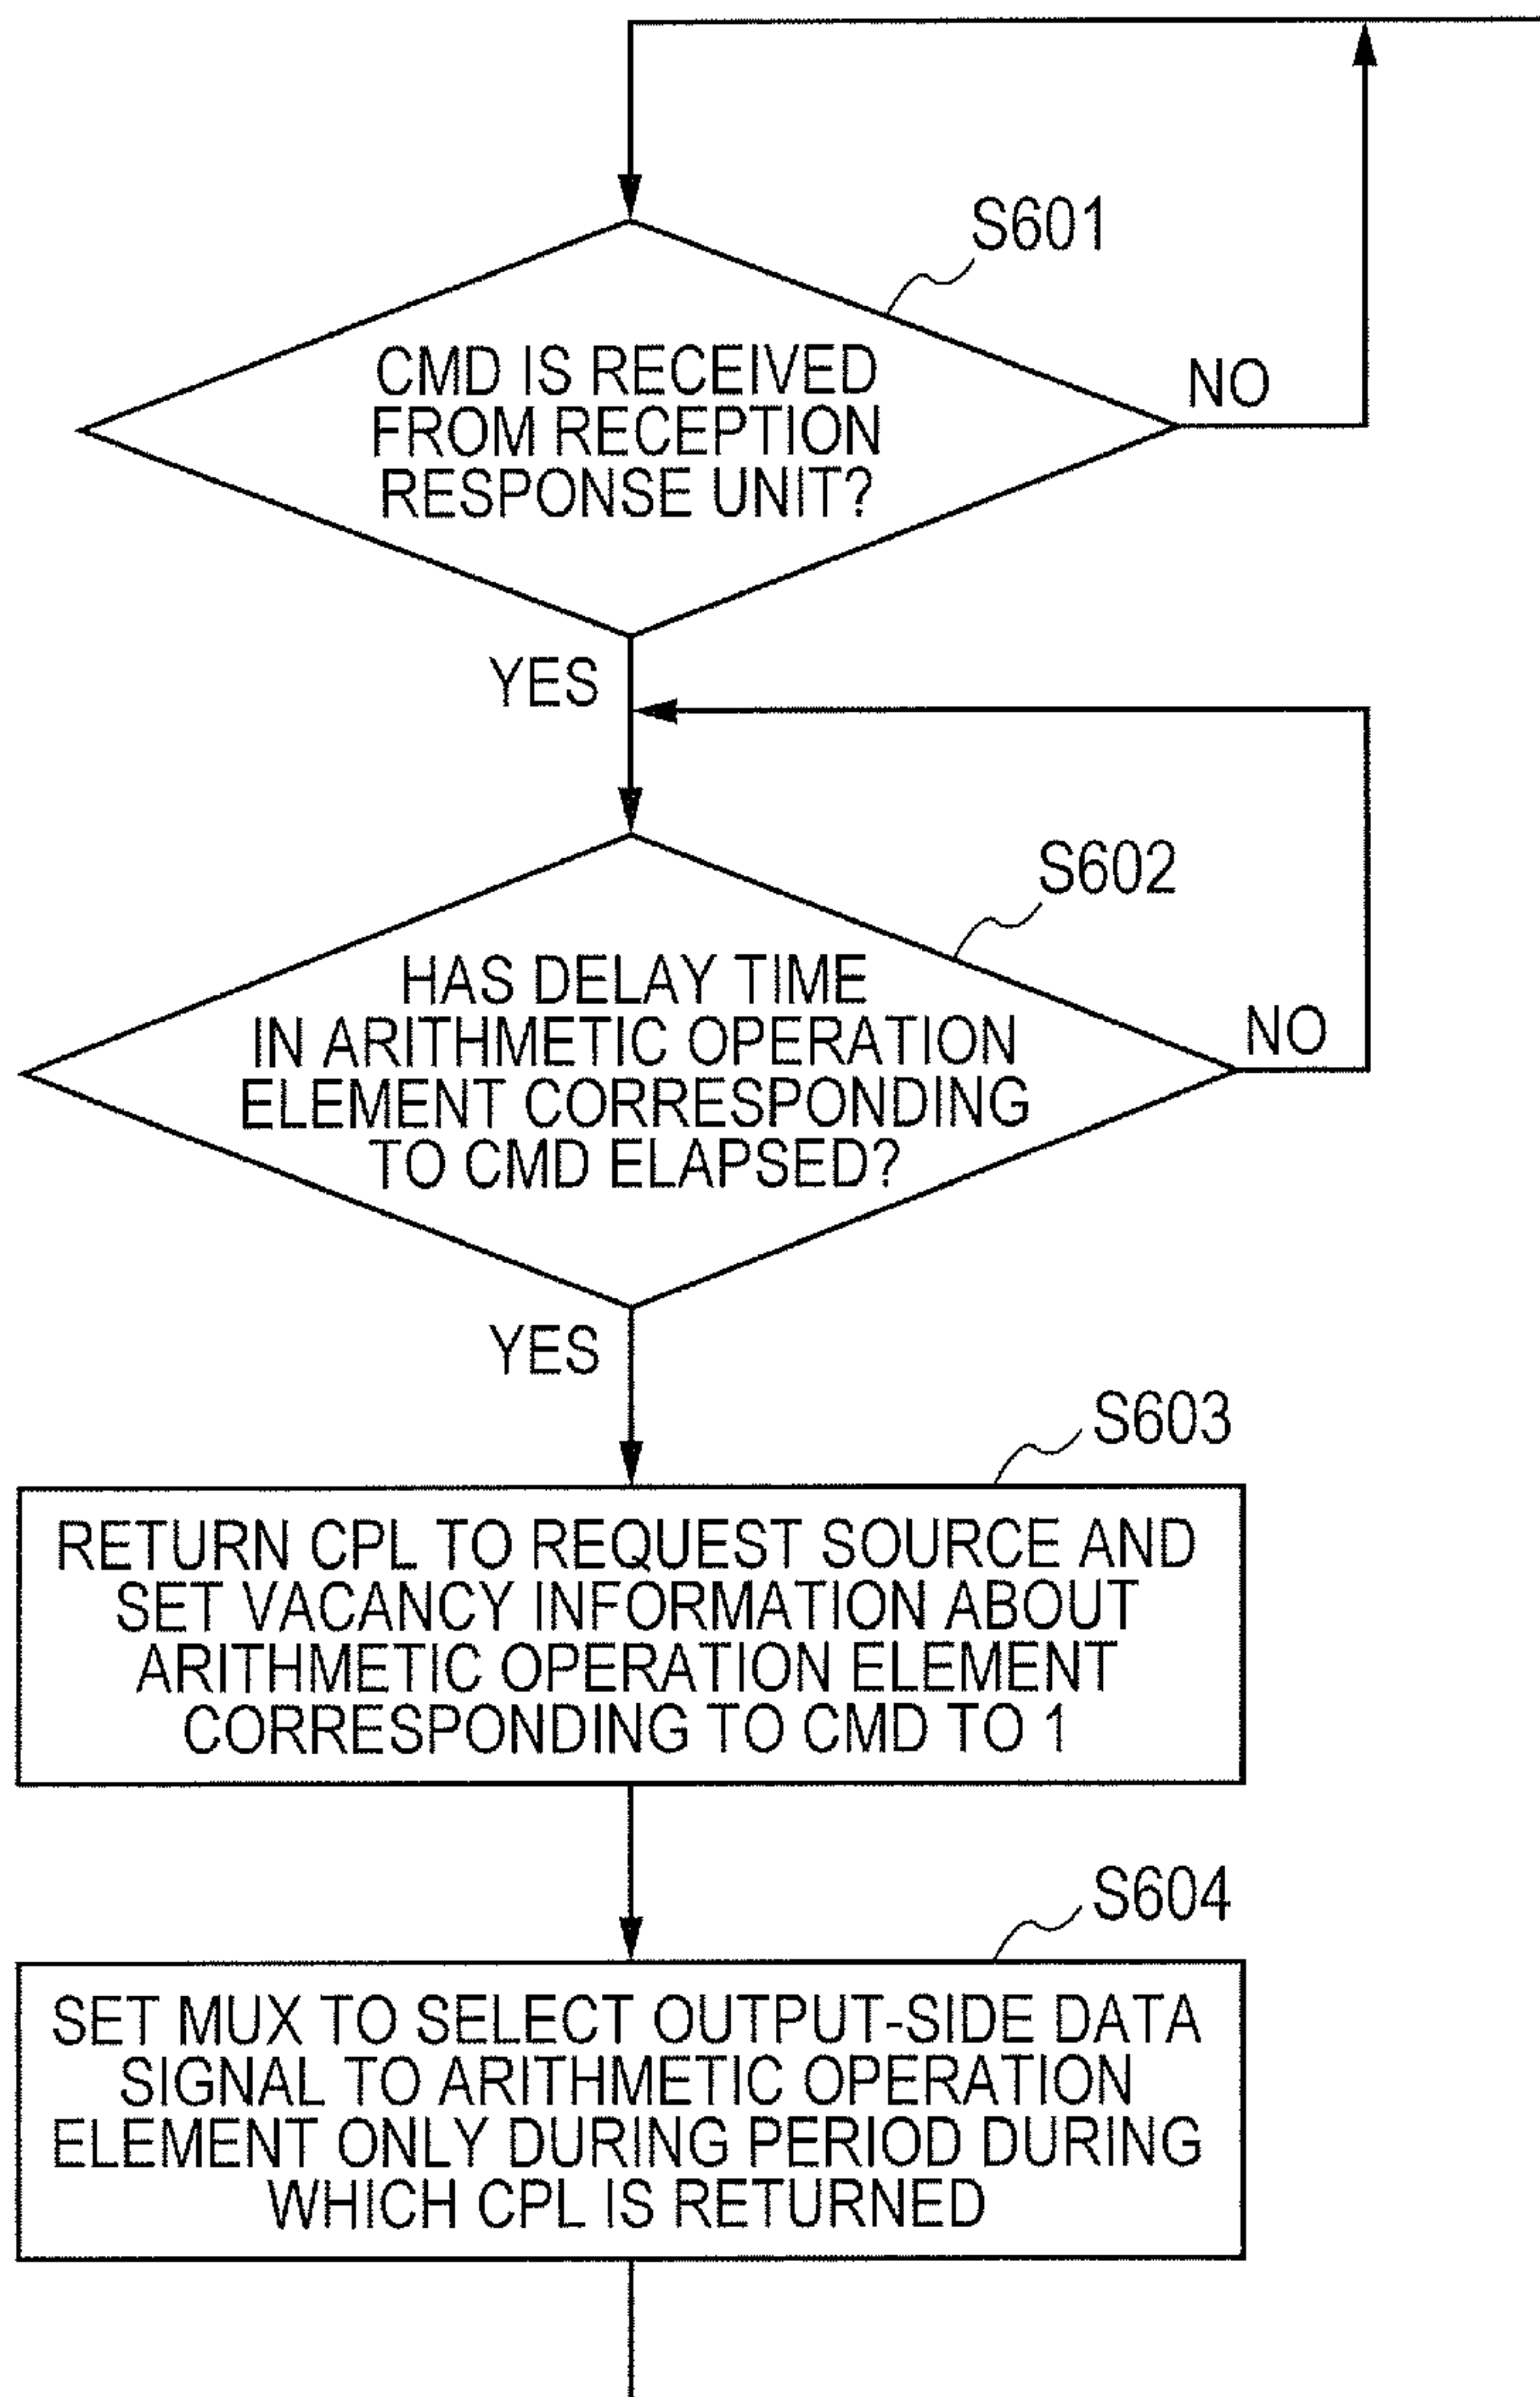 S601
CMD IS RECEIVED
FROM RECEPTION
RESPONSE UNIT?
NO
YES
S602
HAS DELAY TIME
IN ARITHMETIC OPERATION
ELEMENT CORRESPONDING
TO CMD ELAPSED?
NO
YES
S603
RETURN CPL TO REQUEST SOURCE AND
SET VACANCY INFORMATION ABOUT
ARITHMETIC OPERATION ELEMENT
CORRESPONDING TO CMD TO 1
S604
SET MUX TO SELECT OUTPUT-SIDE DATA
SIGNAL TO ARITHMETIC OPERATION
ELEMENT ONLY DURING PERIOD DURING
WHICH CPL IS RETURNED